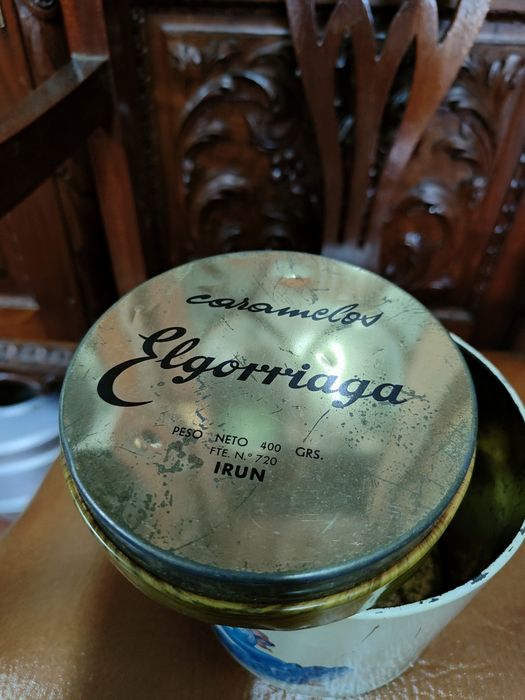 caramelos
Elgorriaga
PESO NETO 400 GRS.
FTE. N.º 720
IRUN